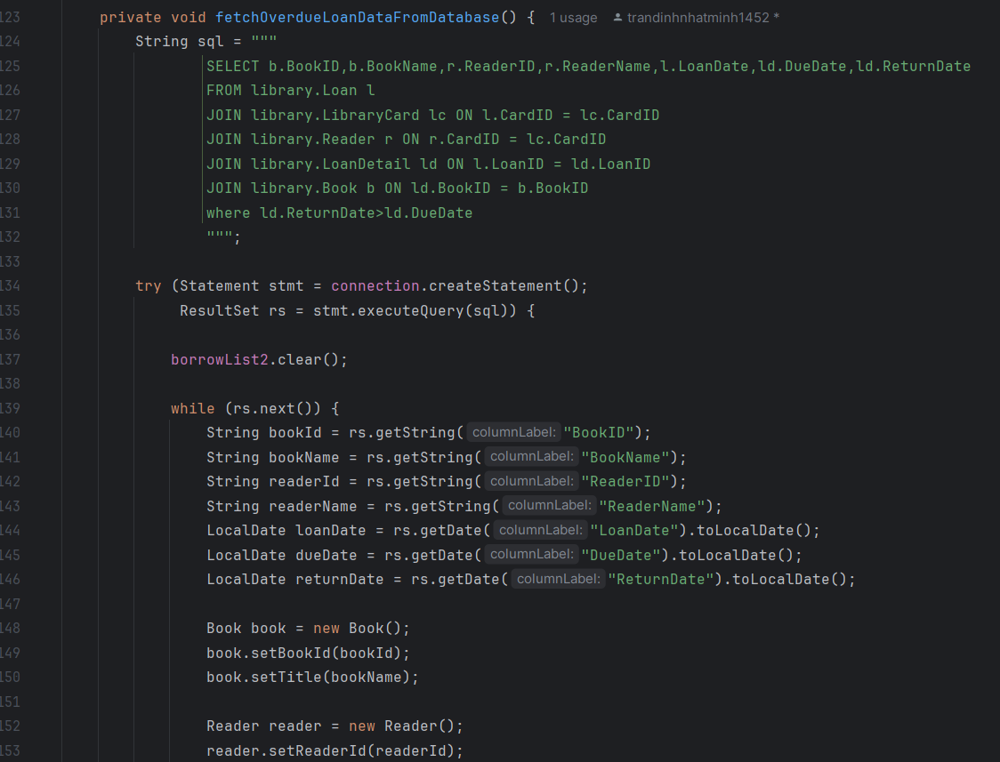 123 private void fetchOverdueLoanDataFromDatabase() { 1 usage trandinhnhatminh1452 *
124 String sql = """
125 SELECT b.BookID,b.BookName,r.ReaderID,r.ReaderName,l.LoanDate,ld.DueDate,ld.ReturnDate
126 FROM library.Loan l
127 JOIN library.LibraryCard lc ON l.CardID = lc.CardID
128 JOIN library.Reader r ON r.CardID = lc.CardID
129 JOIN library.LoanDetail ld ON l.LoanID = ld.LoanID
130 JOIN library.Book b ON ld.BookID = b.BookID
131 where ld.ReturnDate>ld.DueDate
132 """;
133
134 try (Statement stmt = connection.createStatement();
135 ResultSet rs = stmt.executeQuery(sql)) {
136
137 borrowList2.clear();
138
139 while (rs.next()) {
140 String bookId = rs.getString( columnLabel: "BookID");
141 String bookName = rs.getString( columnLabel: "BookName");
142 String readerId = rs.getString( columnLabel: "ReaderID");
143 String readerName = rs.getString( columnLabel: "ReaderName");
144 LocalDate loanDate = rs.getDate( columnLabel: "LoanDate").toLocalDate();
145 LocalDate dueDate = rs.getDate( columnLabel: "DueDate").toLocalDate();
146 LocalDate returnDate = rs.getDate( columnLabel: "ReturnDate").toLocalDate();
147
148 Book book = new Book();
149 book.setBookId(bookId);
150 book.setTitle(bookName);
151
152 Reader reader = new Reader();
153 reader.setReaderId(readerId);